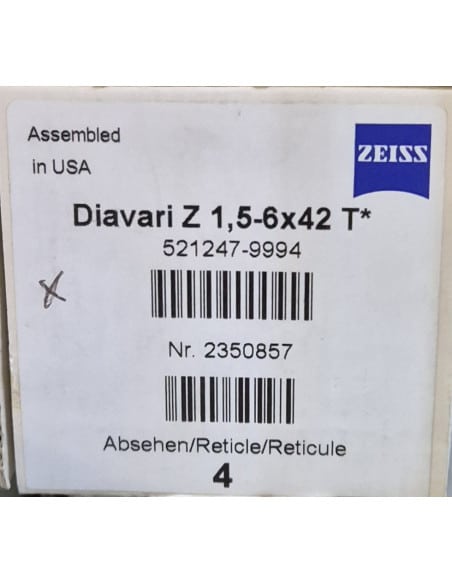 Assembled
in USA
ZEISS
Diavari Z 1,5-6x42 T*
521247-9994
Nr. 2350857
Absehen/Reticle/Reticule
4